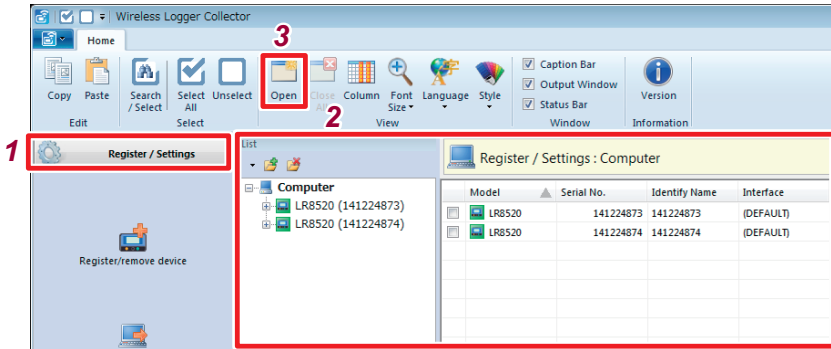 Wireless Logger Collector
Home
3
Copy
Paste
Search / Select
Select All
Unselect
Open
Close All
Column
Font Size
Language
Style
Caption Bar
Output Window
Status Bar
Version
Edit
Select
2
View
Window
Information
1
Register / Settings
List
Register / Settings : Computer
Computer
LR8520 (141224873)
LR8520 (141224874)
Model Serial No. Identify Name Interface
LR8520 141224873 141224873 (DEFAULT)
LR8520 141224874 141224874 (DEFAULT)
Register/remove device